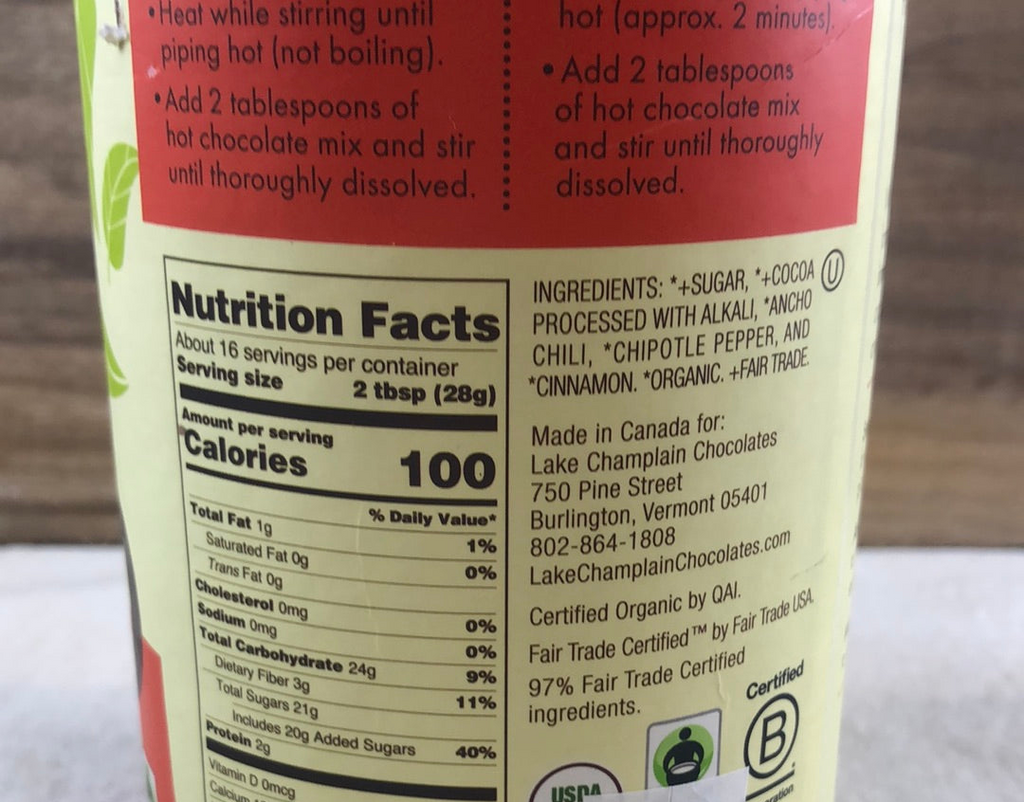 •Heat while stirring until
piping hot (not boiling).
•Add 2 tablespoons of
hot chocolate mix and stir
until thoroughly dissolved.
hot (approx. 2 minutes).
•Add 2 tablespoons
of hot chocolate mix
and stir until thoroughly
dissolved.
Nutrition Facts
About 16 servings per container
Serving size 2 tbsp (28g)
Amount per serving
Calories 100
% Daily Value*
Total Fat 1g 1%
Saturated Fat 0g 0%
Trans Fat 0g
Cholesterol 0mg 0%
Sodium 0mg 0%
Total Carbohydrate 24g 9%
Dietary Fiber 3g 11%
Total Sugars 21g
Includes 20g Added Sugars 40%
Protein 2g
Vitamin D 0mcg
Calcium
INGREDIENTS: *+SUGAR, *+COCOA U
PROCESSED WITH ALKALI, *ANCHO
CHILI, *CHIPOTLE PEPPER, AND
*CINNAMON. *ORGANIC. +FAIR TRADE.
Made in Canada for:
Lake Champlain Chocolates
750 Pine Street
Burlington, Vermont 05401
802-864-1808
LakeChamplainChocolates.com
Certified Organic by QAI.
Fair Trade Certified™ by Fair Trade USA.
97% Fair Trade Certified
ingredients.
Certified
B
USDA